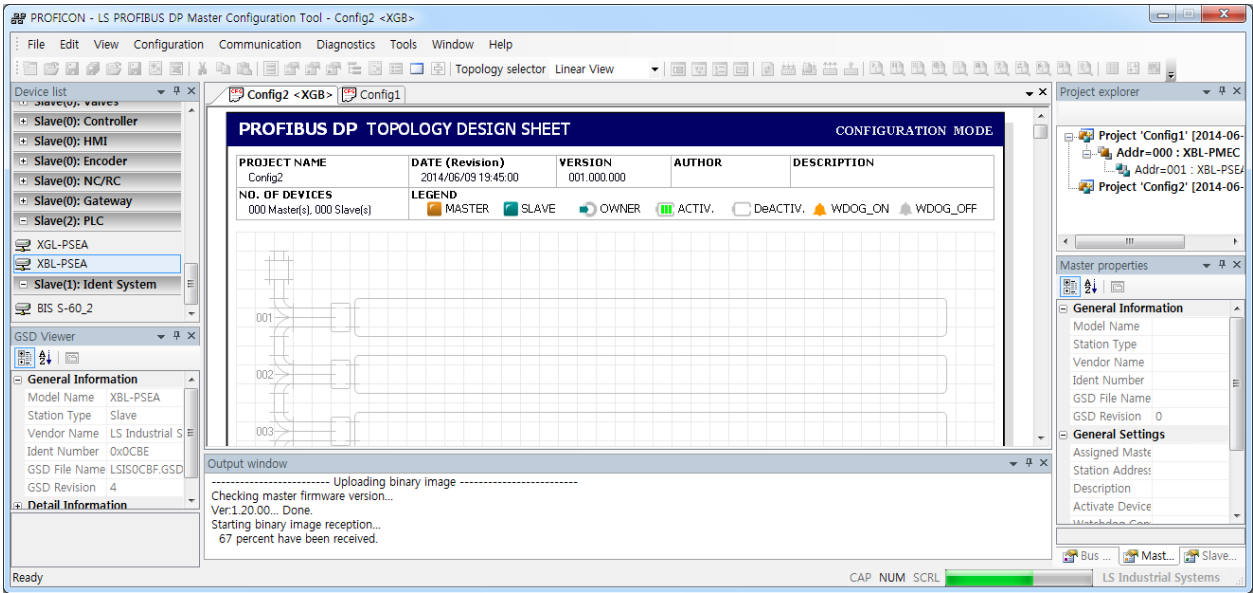 PROFICON - LS PROFIBUS DP Master Configuration Tool - Config2 <XGB>
File Edit View Configuration Communication Diagnostics Tools Window Help
Topology selector Linear View
Device list
Slave(0): Valves
Slave(0): Controller
Slave(0): HMI
Slave(0): Encoder
Slave(0): NC/RC
Slave(0): Gateway
Slave(2): PLC
XGL-PSEA
XBL-PSEA
Slave(1): Ident System
BIS S-60_2
GSD Viewer
General Information
Model Name XBL-PSEA
Station Type Slave
Vendor Name LS Industrial S
Ident Number 0x0CBE
GSD File Name LSIS0CBF.GSD
GSD Revision 4
Detail Information
Config2 <XGB> Config1
PROFIBUS DP TOPOLOGY DESIGN SHEET CONFIGURATION MODE
PROJECT NAME DATE (Revision) VERSION AUTHOR DESCRIPTION
Config2 2014/06/09 19:45:00 001.000.000
NO. OF DEVICES LEGEND
000 Master(s), 000 Slave(s) MASTER SLAVE OWNER ACTIV. DeACTIV. WDOG_ON WDOG_OFF
001
002
003
Output window
------------------------- Uploading binary image -------------------------
Checking master firmware version...
Ver:1.20.00... Done.
Starting binary image reception...
67 percent have been received.
Project explorer
Project 'Config1' [2014-06-
Addr=000 : XBL-PMEC
Addr=001 : XBL-PSEA
Project 'Config2' [2014-06-
Master properties
General Information
Model Name
Station Type
Vendor Name
Ident Number
GSD File Name
GSD Revision 0
General Settings
Assigned Maste
Station Address
Description
Activate Device
Watchdog Con
Bus ... Mast... Slave...
Ready CAP NUM SCRL LS Industrial Systems